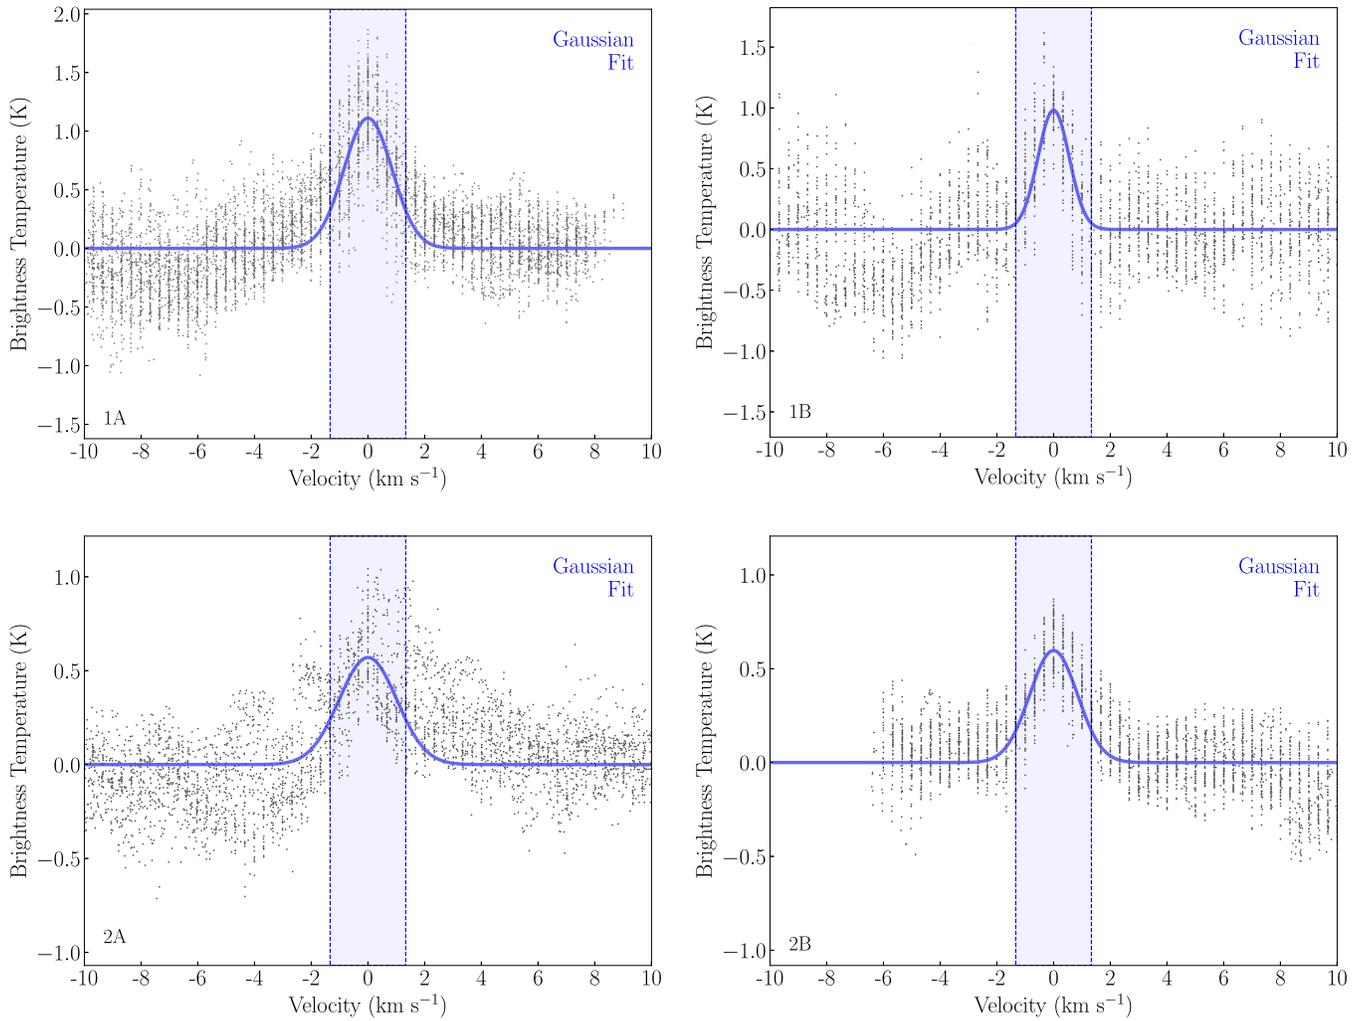 2.0
1.5
1.0
0.5
0.0
−0.5
−1.0
−1.5
Brightness Temperature (K)
Gaussian
Fit
1A
-10 -8 -6 -4 -2 0 2 4 6 8 10
Velocity (km s⁻¹)
1.5
1.0
0.5
0.0
−0.5
−1.0
−1.5
Brightness Temperature (K)
Gaussian
Fit
1B
-10 -8 -6 -4 -2 0 2 4 6 8 10
Velocity (km s⁻¹)
1.0
0.5
0.0
−0.5
−1.0
Brightness Temperature (K)
Gaussian
Fit
2A
-10 -8 -6 -4 -2 0 2 4 6 8 10
Velocity (km s⁻¹)
1.0
0.5
0.0
−0.5
−1.0
Brightness Temperature (K)
Gaussian
Fit
2B
-10 -8 -6 -4 -2 0 2 4 6 8 10
Velocity (km s⁻¹)